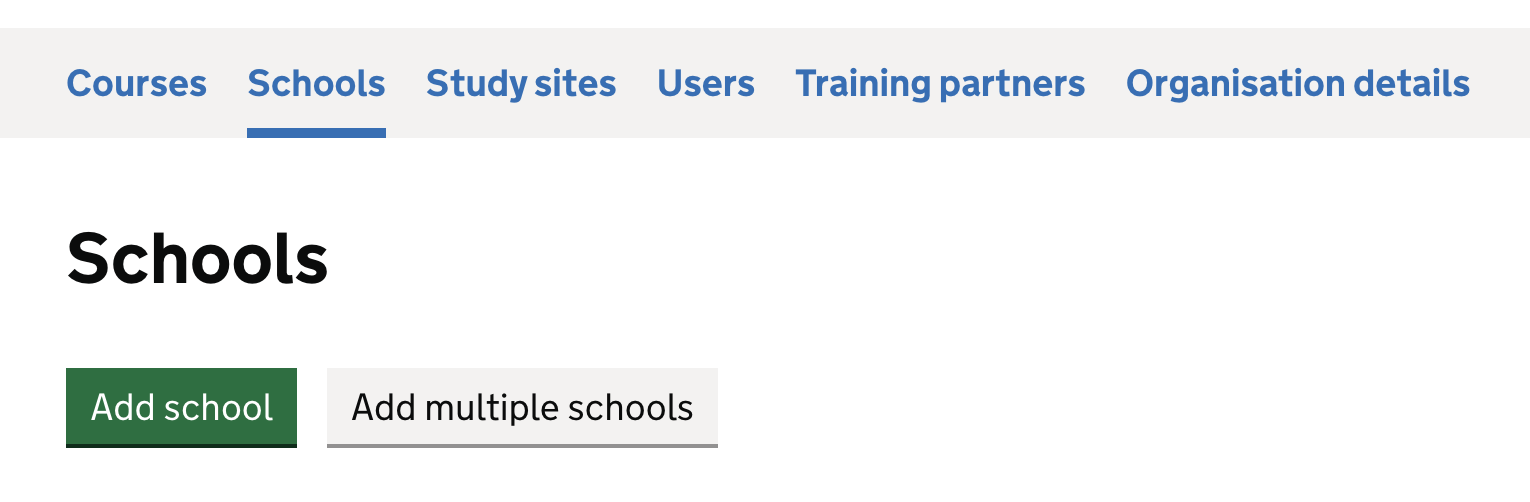 Courses Schools Study sites Users Training partners Organisation details
Schools
Add school Add multiple schools